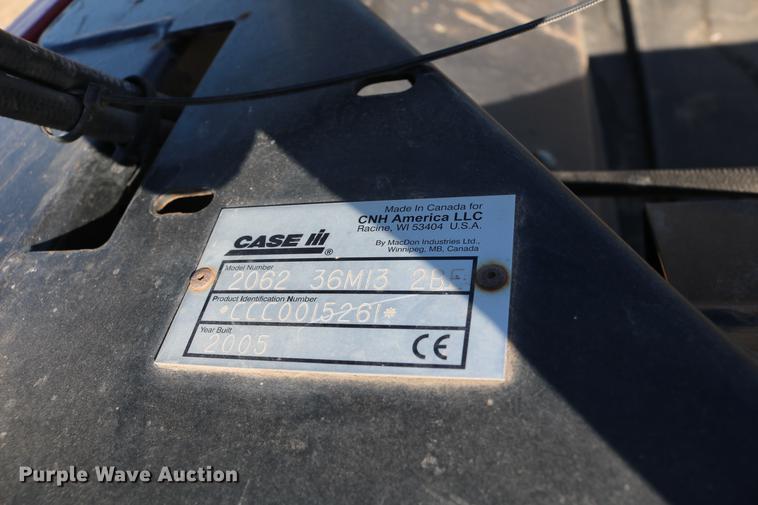 Made In Canada for
CNH America LLC
Racine, WI 53404 U.S.A.
By MacDon Industries Ltd.,
Winnipeg, MB, Canada
CASE IH ®
Model Number
2062 36M13 2B
Product Identification Number
*CCC0015261*
Year Built
2005
CE
Purple Wave Auction